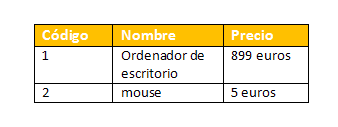 Código Nombre Precio
1 Ordenador de 899 euros
escritorio
2 mouse 5 euros